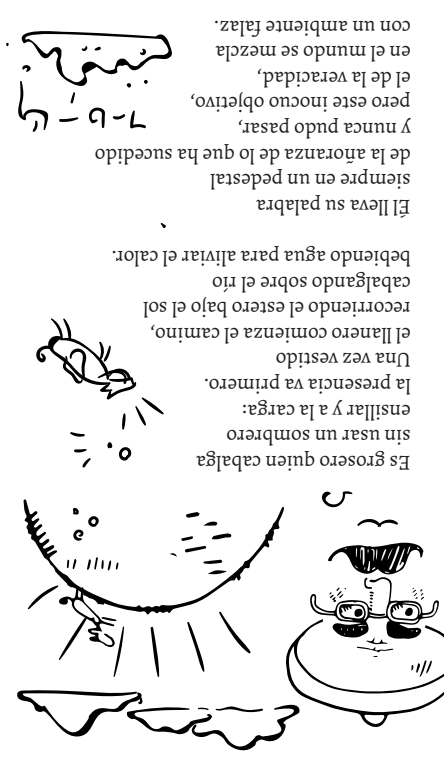 Es grosero quien cabalga
sin usar un sombrero
ensillar y a la carga:
la presencia va primero.
Una vez vestido
el llanero comienza el camino,
recorriendo el estero bajo el sol
cabalgando sobre el río
bebiendo agua para aliviar el calor.
Él lleva su palabra
siempre en un pedestal
de la añoranza de lo que ha sucedido
y nunca pudo pasar,
pero este inocuo objetivo,
el de la veracidad,
en el mundo se mezcla
con un ambiente falaz.